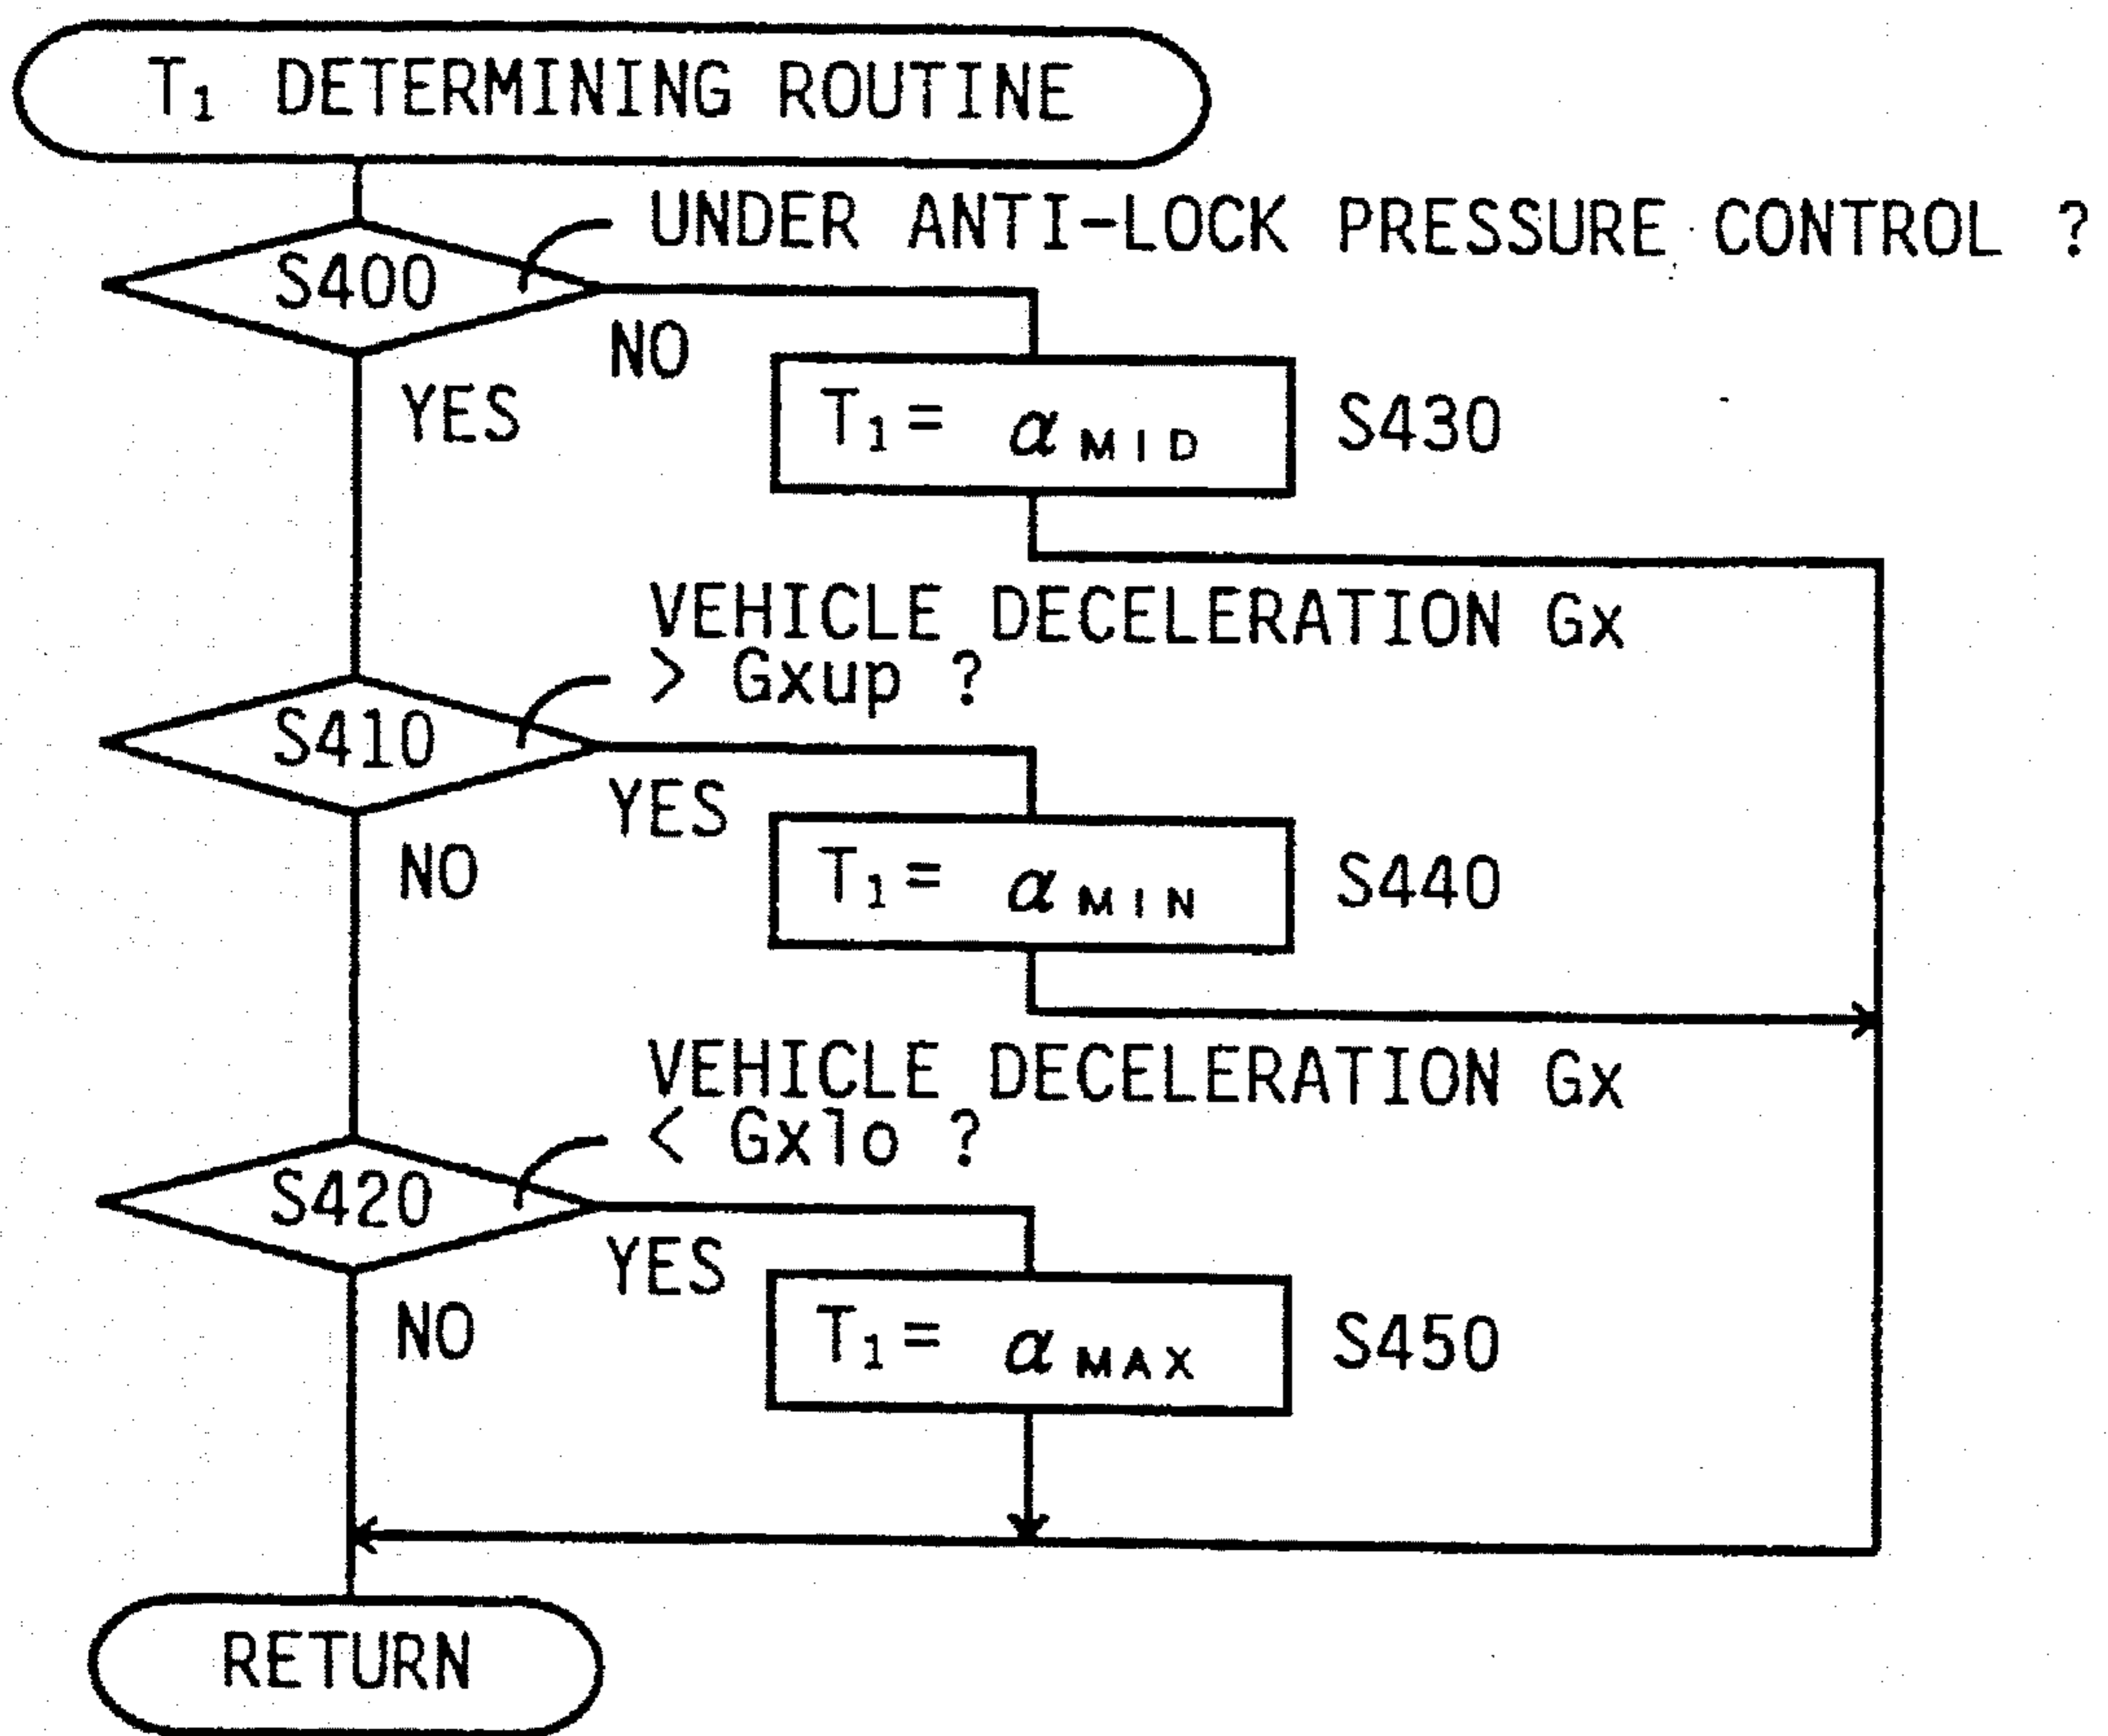 T₁ DETERMINING ROUTINE
UNDER ANTI-LOCK PRESSURE CONTROL ?
S400
NO
YES
T₁= αMID
S430
VEHICLE DECELERATION Gx
> Gxup ?
S410
YES
NO
T₁= αMIN
S440
VEHICLE DECELERATION Gx
< Gxlo ?
S420
YES
NO
T₁= αMAX
S450
RETURN